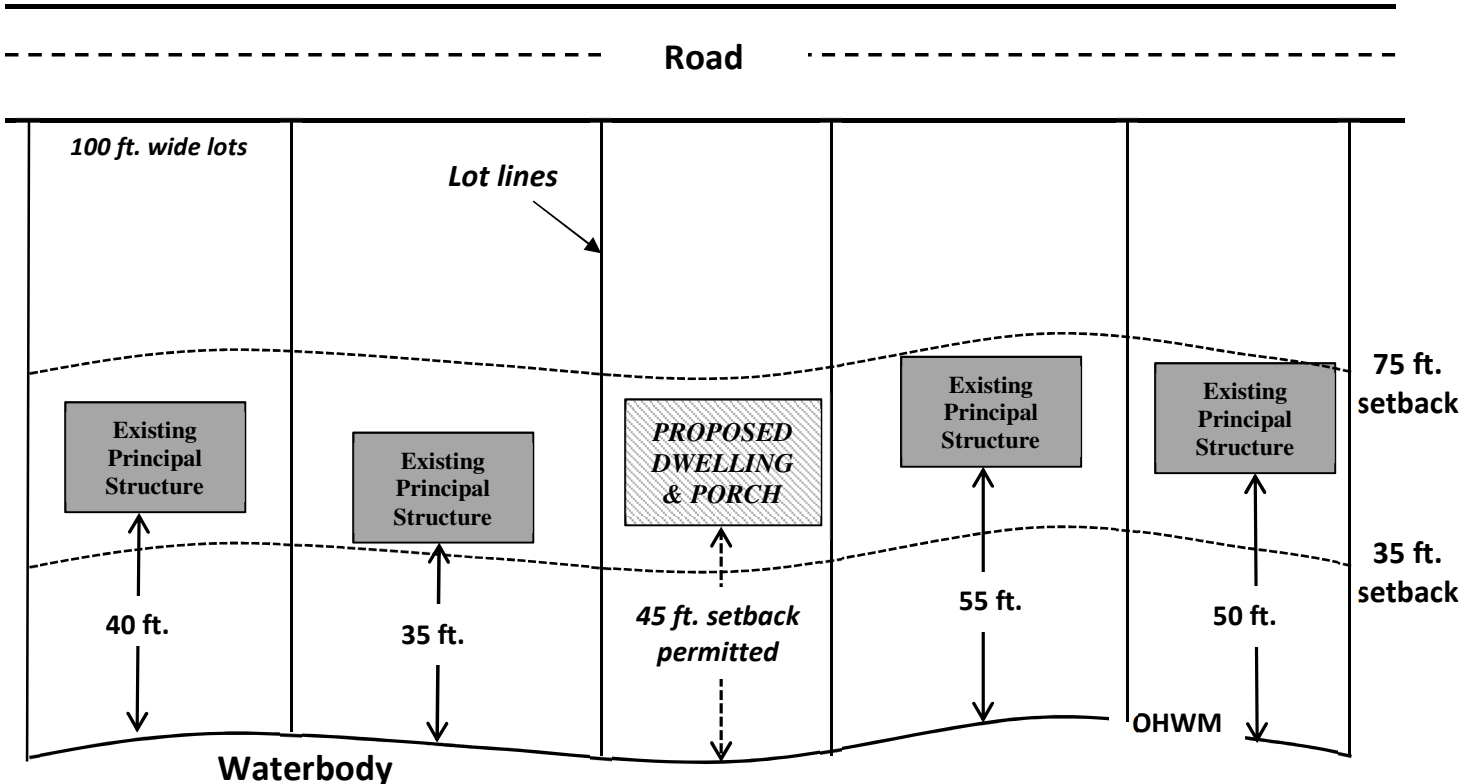 Road
100 ft. wide lots
Lot lines
75 ft.
setback
Existing
Principal
Structure
Existing
Principal
Structure
PROPOSED
DWELLING
& PORCH
Existing
Principal
Structure
Existing
Principal
Structure
35 ft.
setback
40 ft.
35 ft.
45 ft. setback
permitted
55 ft.
50 ft.
OHWM
Waterbody